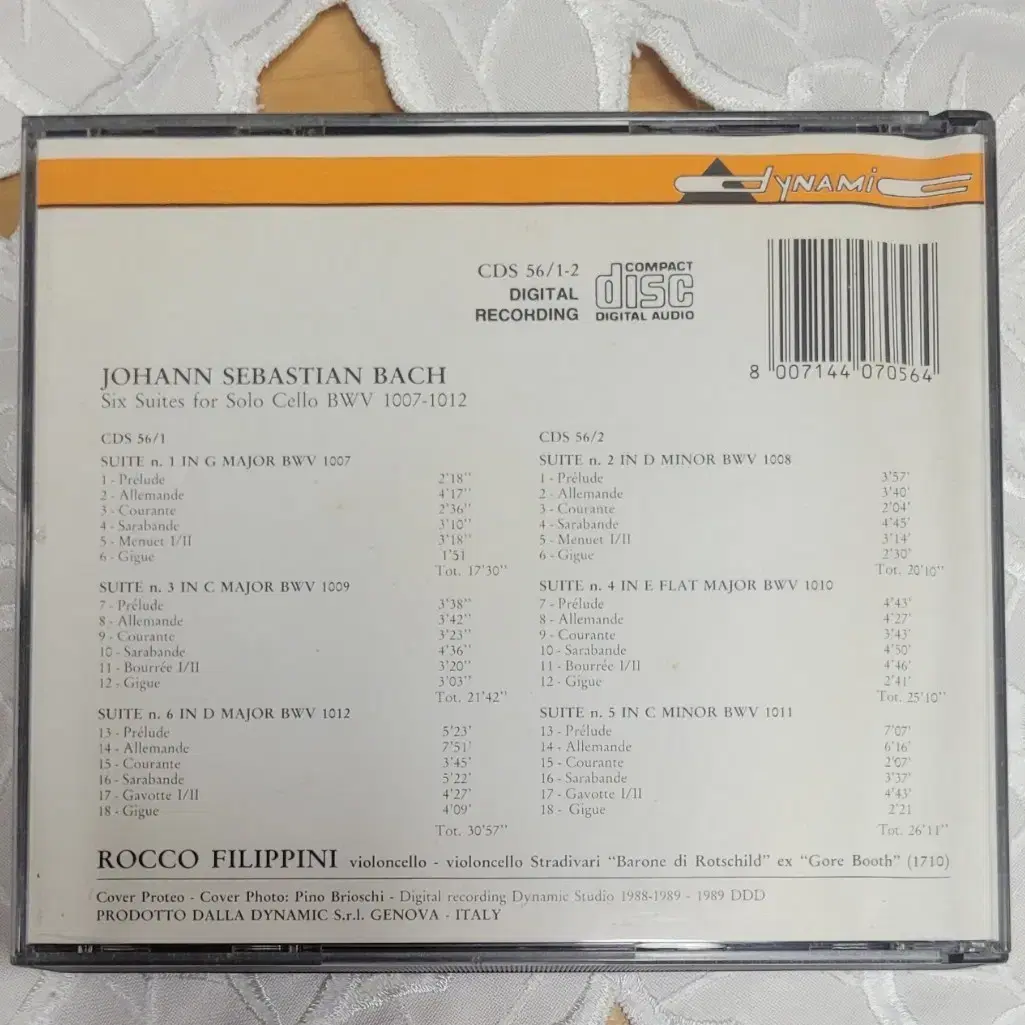 dynamic
CDS 56/1-2
DIGITAL
RECORDING
COMPACT
disc
DIGITAL AUDIO
8 007144 070564
JOHANN SEBASTIAN BACH
Six Suites for Solo Cello BWV 1007-1012
CDS 56/1
SUITE n. 1 IN G MAJOR BWV 1007
1 - Prélude 2'18''
2 - Allemande 4'17''
3 - Courante 2'36''
4 - Sarabande 3'10''
5 - Menuet I/II 3'18''
6 - Gigue 1'51
Tot. 17'30''
SUITE n. 3 IN C MAJOR BWV 1009
7 - Prélude 3'38''
8 - Allemande 3'42''
9 - Courante 3'23''
10 - Sarabande 4'36''
11 - Bourrée I/II 3'20''
12 - Gigue 3'03''
Tot. 21'42''
SUITE n. 6 IN D MAJOR BWV 1012
13 - Prélude 5'23'
14 - Allemande 7'51'
15 - Courante 3'45'
16 - Sarabande 5'22'
17 - Gavotte I/II 4'27'
18 - Gigue 4'09'
Tot. 30'57''
CDS 56/2
SUITE n. 2 IN D MINOR BWV 1008
1 - Prélude 3'57'
2 - Allemande 3'40'
3 - Courante 2'04'
4 - Sarabande 4'45'
5 - Menuet I/II 3'14'
6 - Gigue 2'30'
Tot. 20'10''
SUITE n. 4 IN E FLAT MAJOR BWV 1010
7 - Prélude 4'43'
8 - Allemande 4'27'
9 - Courante 3'43'
10 - Sarabande 4'50'
11 - Bourrée I/II 4'46'
12 - Gigue 2'41'
Tot. 25'10''
SUITE n. 5 IN C MINOR BWV 1011
13 - Prélude 7'07'
14 - Allemande 6'16'
15 - Courante 2'07'
16 - Sarabande 3'37'
17 - Gavotte I/II 4'43'
18 - Gigue 2'21
Tot. 26'11''
ROCCO FILIPPINI violoncello - violoncello Stradivari "Barone di Rotschild" ex "Gore Booth" (1710)
Cover Proteo - Cover Photo: Pino Brioschi - Digital recording Dynamic Studio 1988-1989 - 1989 DDD
PRODOTTO DALLA DYNAMIC S.r.l. GENOVA - ITALY